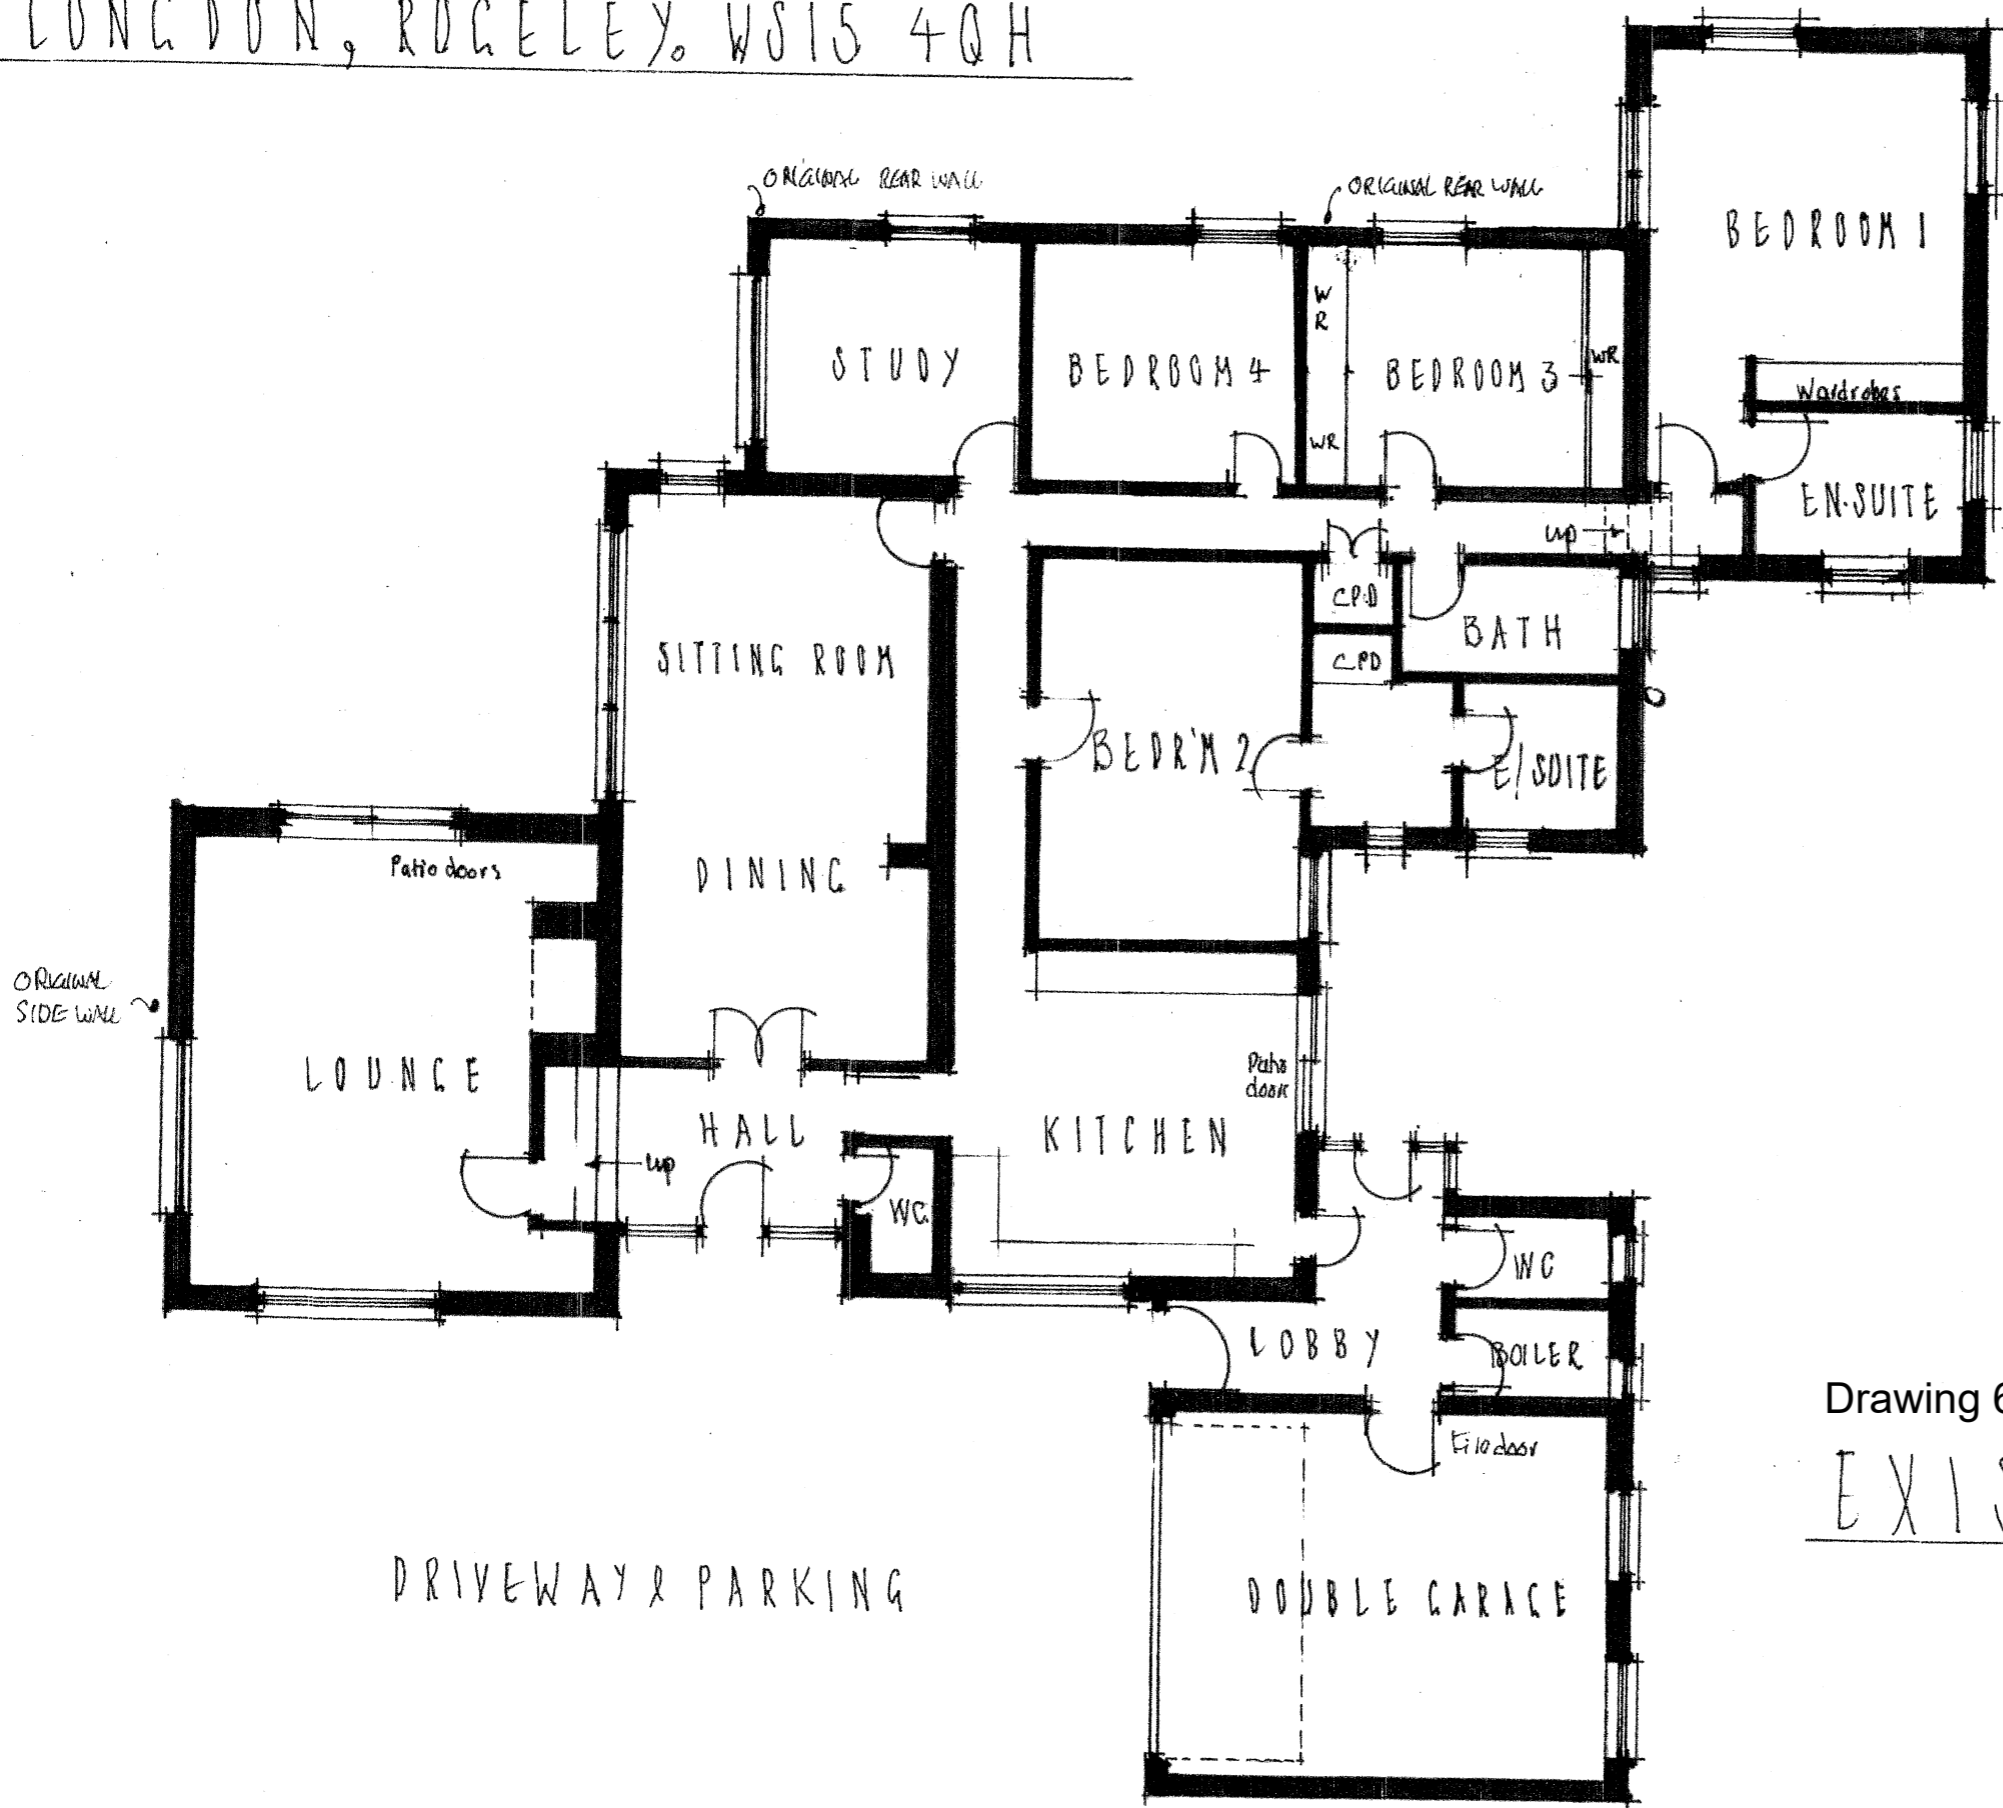 LONGDON, RUGELEY. WS15 4QH
ORIGINAL REAR WALL
ORIGINAL REAR WALL
BEDROOM 1
W
R
STUDY
BEDROOM 4
BEDROOM 3
WR
Wardrobes
WR
EN-SUITE
up
CPD
BATH
SITTING ROOM
CPD
BEDR'M 2
E/SUITE
Patio doors
DINING
ORIGINAL
SIDE WALL
LOUNGE
Patio
door
HALL
KITCHEN
up
WC
WC
LOBBY
BOILER
Drawing 6
Fire door
EXIS
DRIVEWAY & PARKING
DOUBLE GARAGE